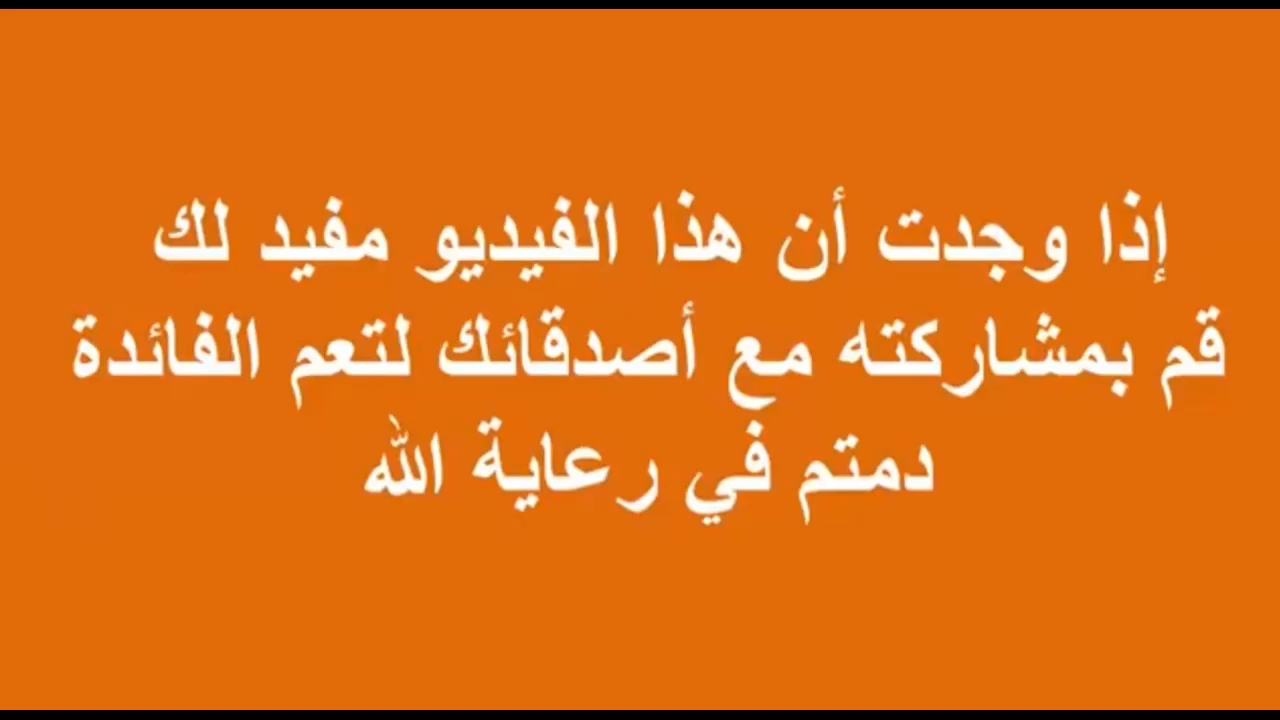 إذا وجدت أن هذا الفيديو مفيد لك
قم بمشاركته مع أصدقائك لتعم الفائدة
دمتم في رعاية الله